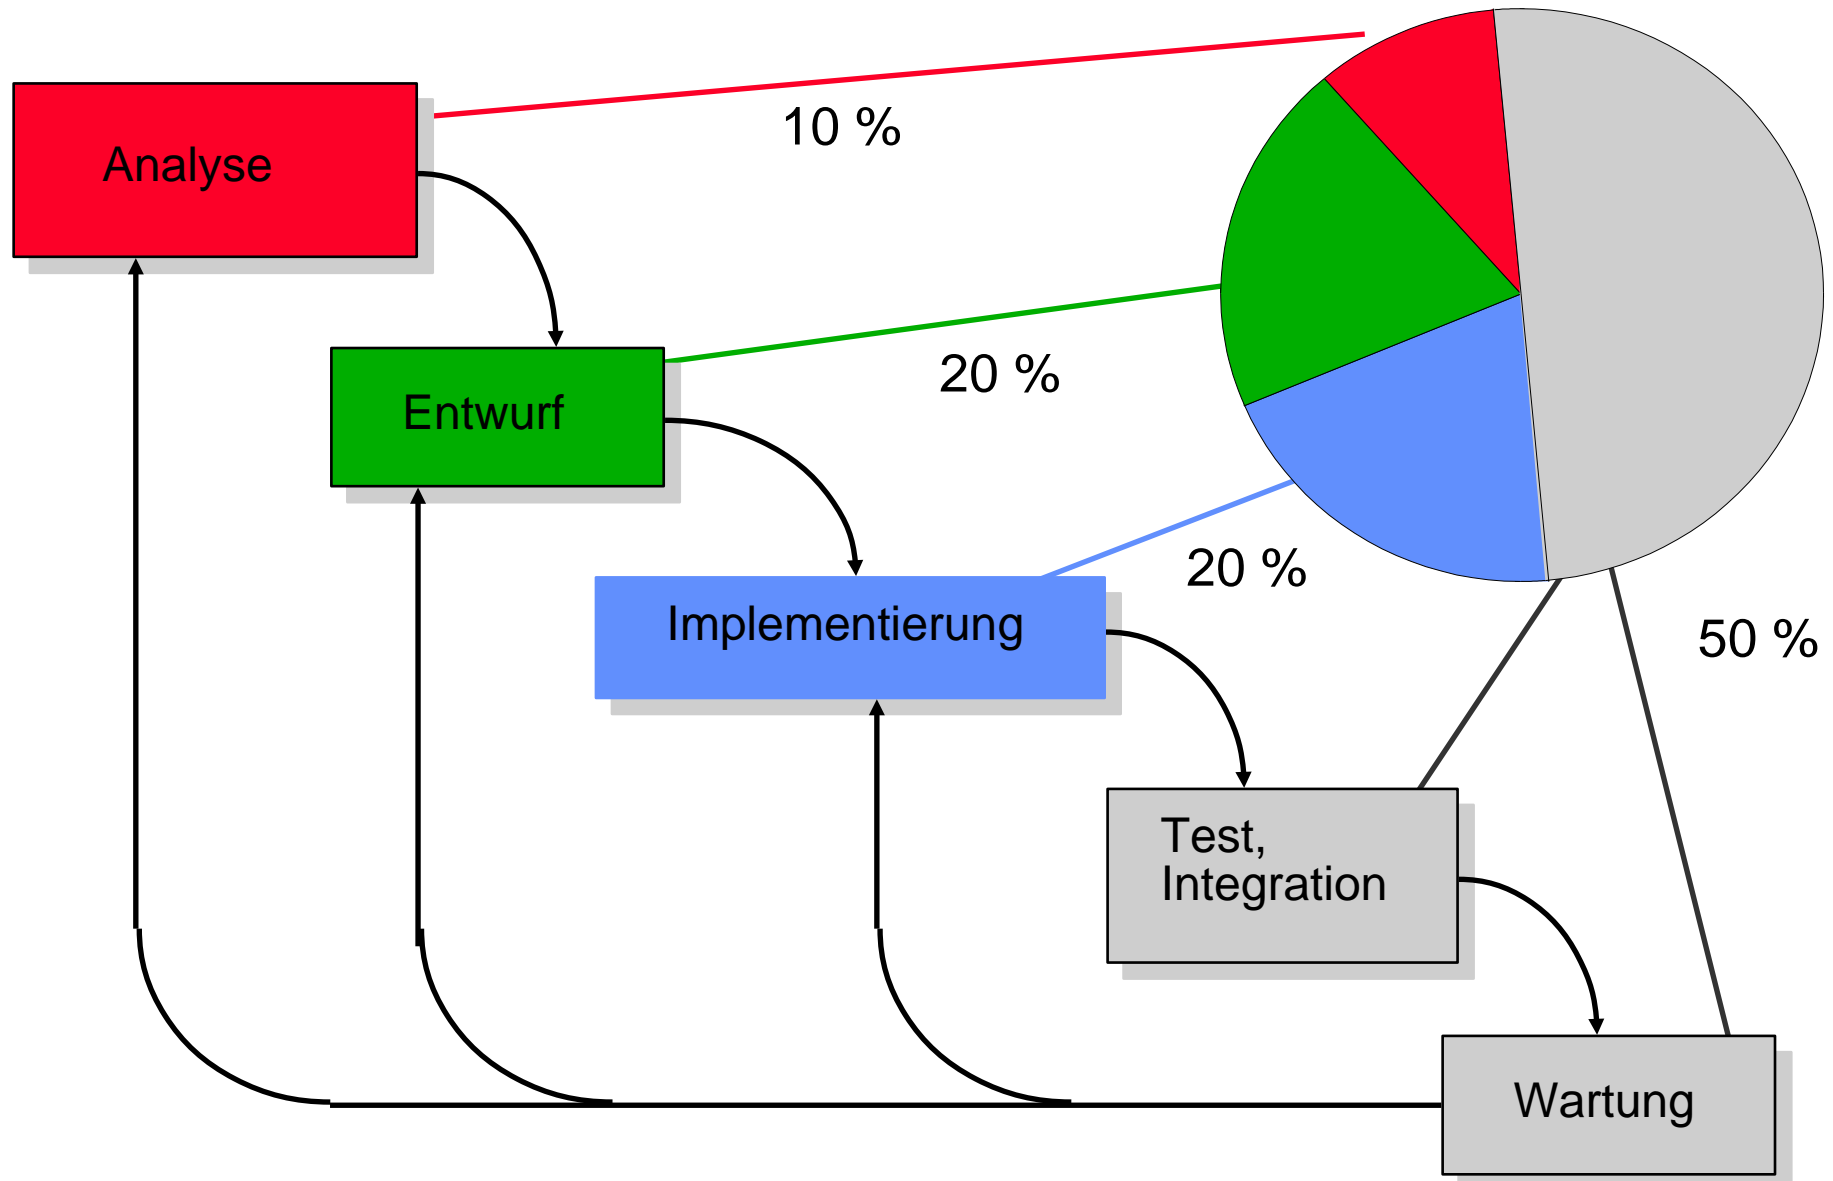 10 %
Analyse
20 %
Entwurf
20 %
Implementierung
50 %
Test,
Integration
Wartung